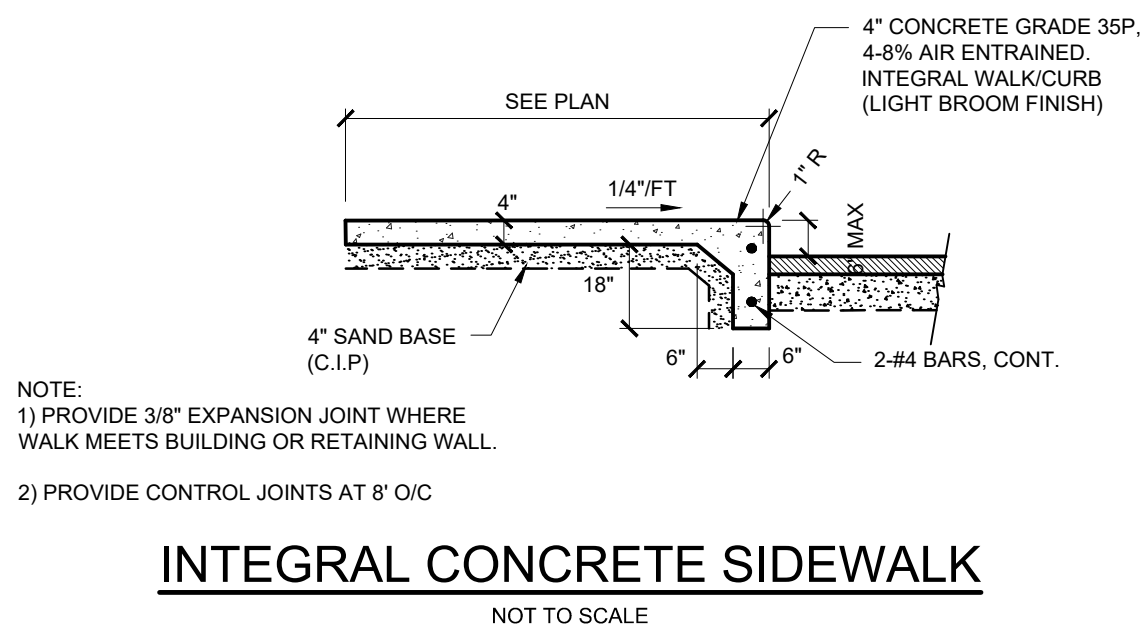 4" CONCRETE GRADE 35P,
4-8% AIR ENTRAINED.
INTEGRAL WALK/CURB
(LIGHT BROOM FINISH)
SEE PLAN
1" R
1/4"/FT
4"
6" MAX
18"
4" SAND BASE
(C.I.P)
6"
6"
2-#4 BARS, CONT.
NOTE:
1) PROVIDE 3/8" EXPANSION JOINT WHERE
WALK MEETS BUILDING OR RETAINING WALL.
2) PROVIDE CONTROL JOINTS AT 8' O/C
INTEGRAL CONCRETE SIDEWALK
NOT TO SCALE